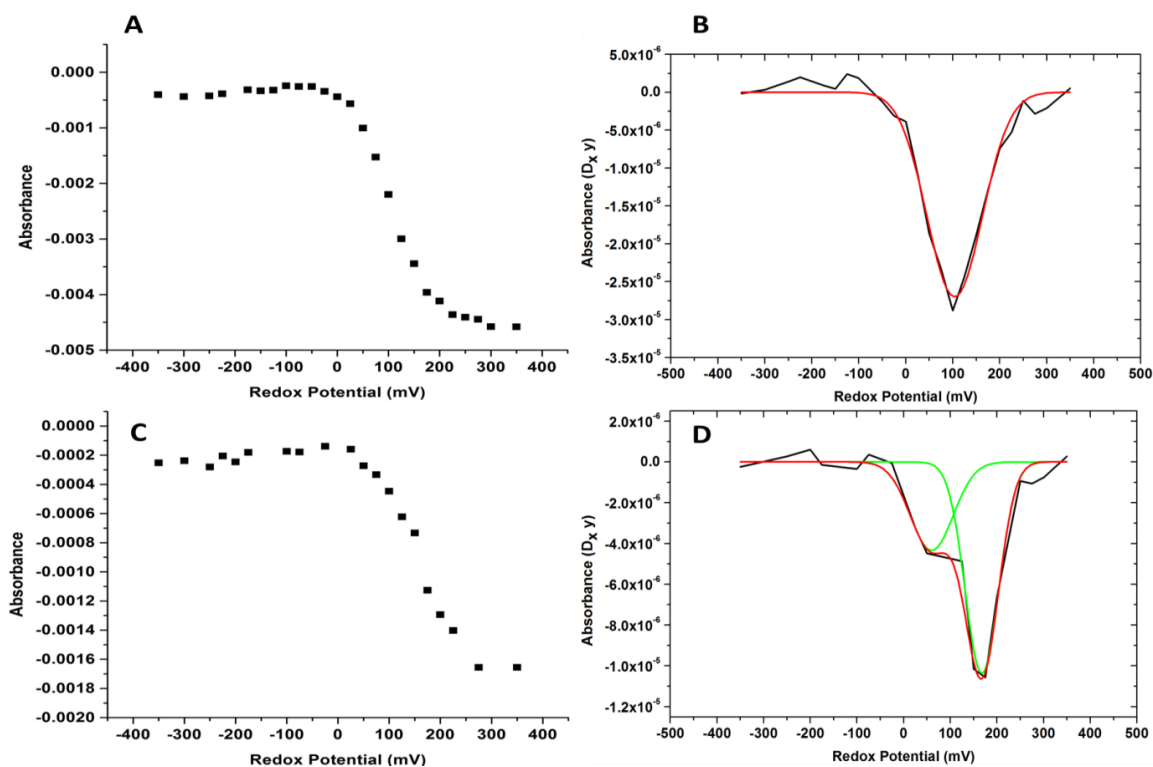 A
0.000
-0.001
-0.002
-0.003
-0.004
-0.005
Absorbance
-400 -300 -200 -100 0 100 200 300 400
Redox Potential (mV)
B
5.0x10⁻⁶
0.0
-5.0x10⁻⁶
-1.0x10⁻⁵
-1.5x10⁻⁵
-2.0x10⁻⁵
-2.5x10⁻⁵
-3.0x10⁻⁵
-3.5x10⁻⁵
Absorbance (Dₓ y)
-500 -400 -300 -200 -100 0 100 200 300 400 500
Redox Potential (mV)
C
0.0000
-0.0002
-0.0004
-0.0006
-0.0008
-0.0010
-0.0012
-0.0014
-0.0016
-0.0018
-0.0020
Absorbance
-400 -300 -200 -100 0 100 200 300 400
Redox Potential (mV)
D
2.0x10⁻⁶
0.0
-2.0x10⁻⁶
-4.0x10⁻⁶
-6.0x10⁻⁶
-8.0x10⁻⁶
-1.0x10⁻⁵
-1.2x10⁻⁵
Absorbance (Dₓ y)
-500 -400 -300 -200 -100 0 100 200 300 400 500
Redox Potential (mV)